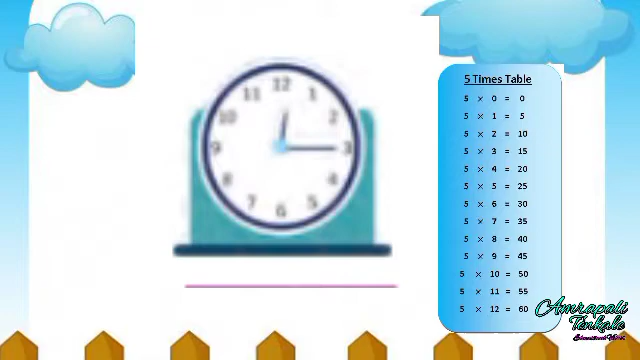 12
11 1
10 2
9 3
8 4
7 5
6
5 Times Table
5 × 0 = 0
5 × 1 = 5
5 × 2 = 10
5 × 3 = 15
5 × 4 = 20
5 × 5 = 25
5 × 6 = 30
5 × 7 = 35
5 × 8 = 40
5 × 9 = 45
5 × 10 = 50
5 × 11 = 55
5 × 12 = 60
Amrapali
Tinkale